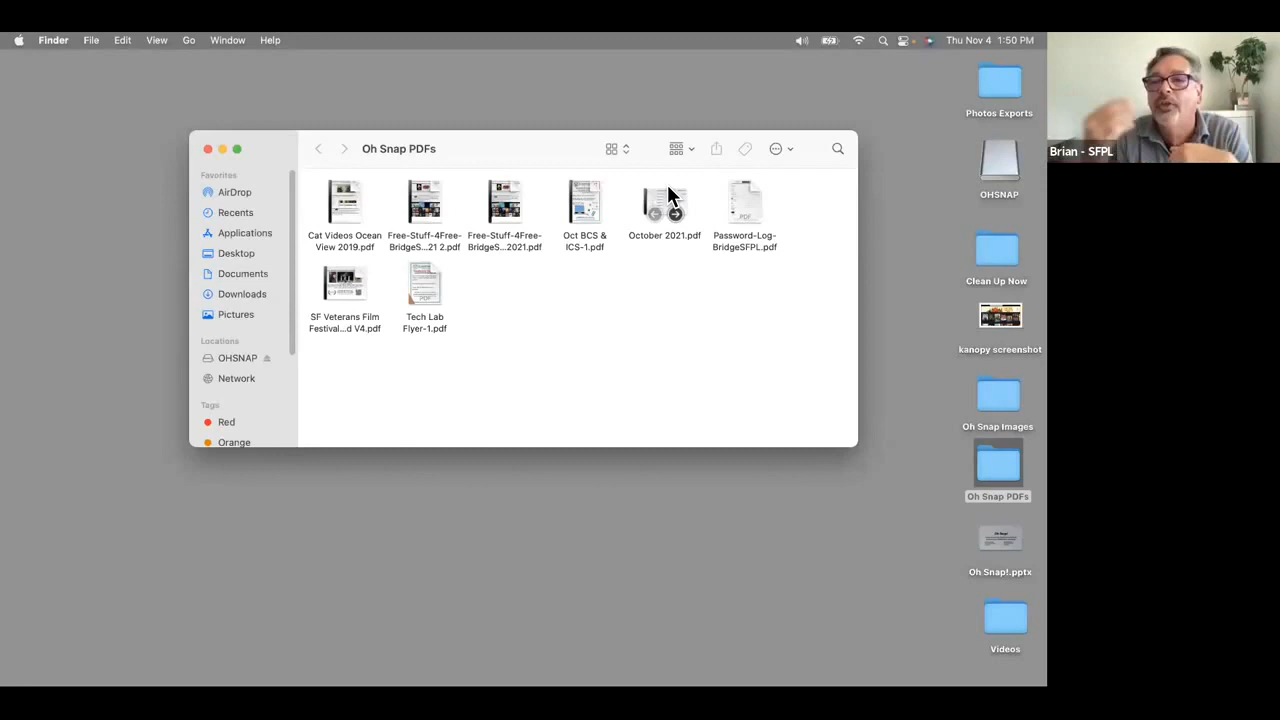 Finder File Edit View Go Window Help
Thu Nov 4 1:50 PM
Oh Snap PDFs
Favorites
AirDrop
Recents
Applications
Desktop
Documents
Downloads
Pictures
Locations
OHSNAP
Network
Tags
Red
Orange
Cat Videos Ocean
View 2019.pdf
Free-Stuff-4Free-
BridgeS...21 2.pdf
Free-Stuff-4Free-
BridgeS...2021.pdf
Oct BCS &
ICS-1.pdf
October 2021.pdf
PDF
Password-Log-
BridgeSFPL.pdf
SF Veterans Film
Festival...d V4.pdf
PDF
Tech Lab
Flyer-1.pdf
Photos Exports
OHSNAP
Clean Up Now
kanopy screenshot
Oh Snap Images
Oh Snap PDFs
Oh Snap!.pptx
Videos
Brian - SFPL